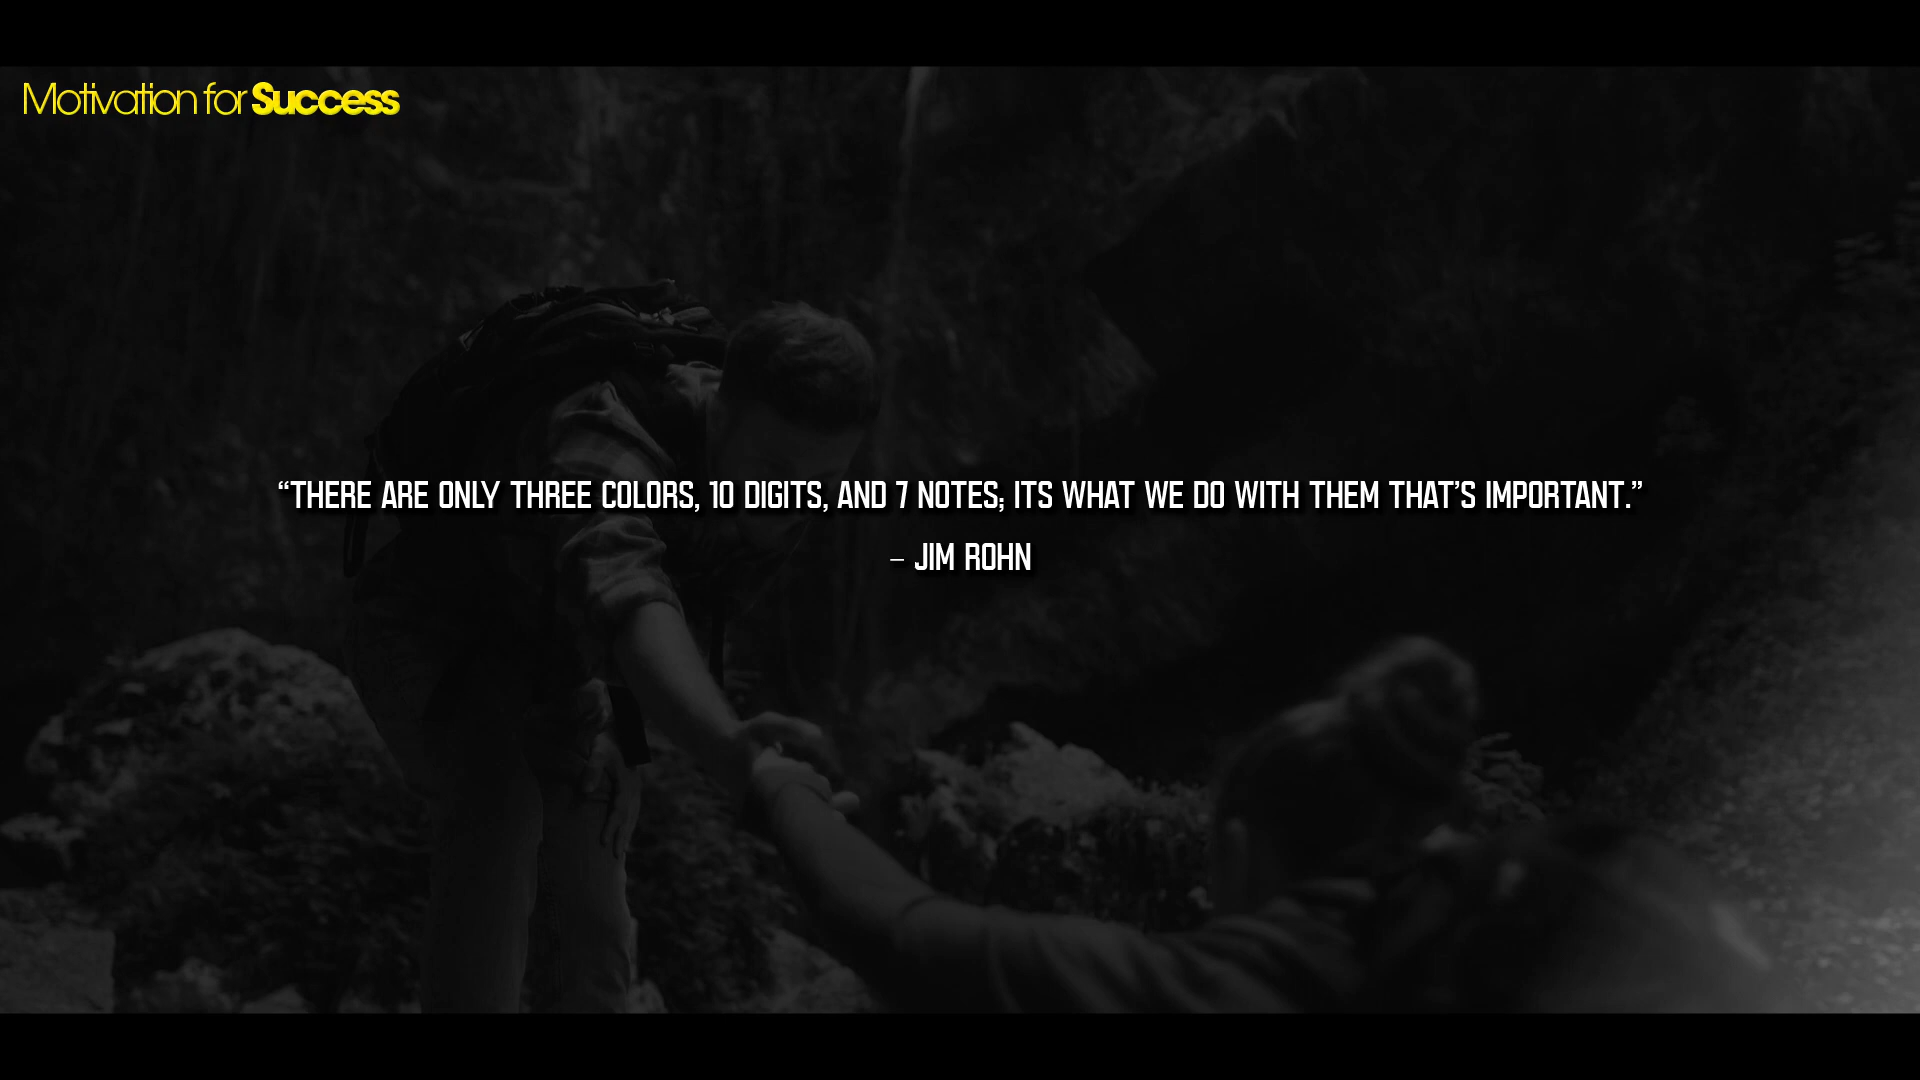 Motivation for Success
“THERE ARE ONLY THREE COLORS, 10 DIGITS, AND 7 NOTES; ITS WHAT WE DO WITH THEM THAT’S IMPORTANT.”
– JIM ROHN